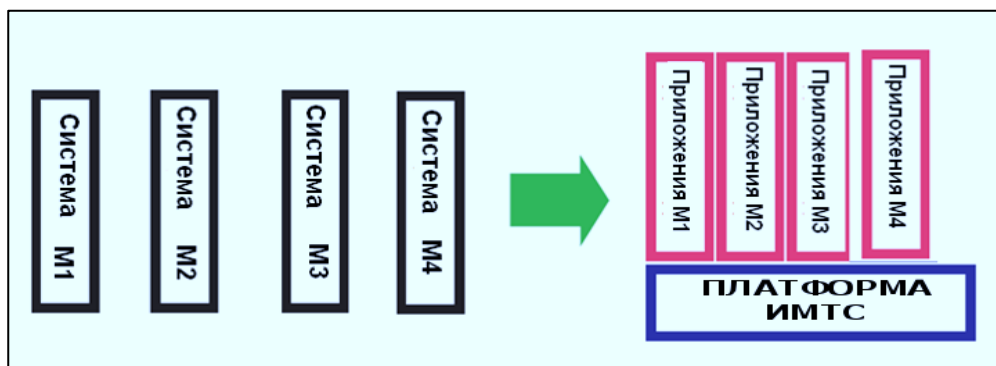 Система М1
Система М2
Система М3
Система М4
Приложения М1
Приложения М2
Приложения М3
Приложения М4
ПЛАТФОРМА
ИМТС